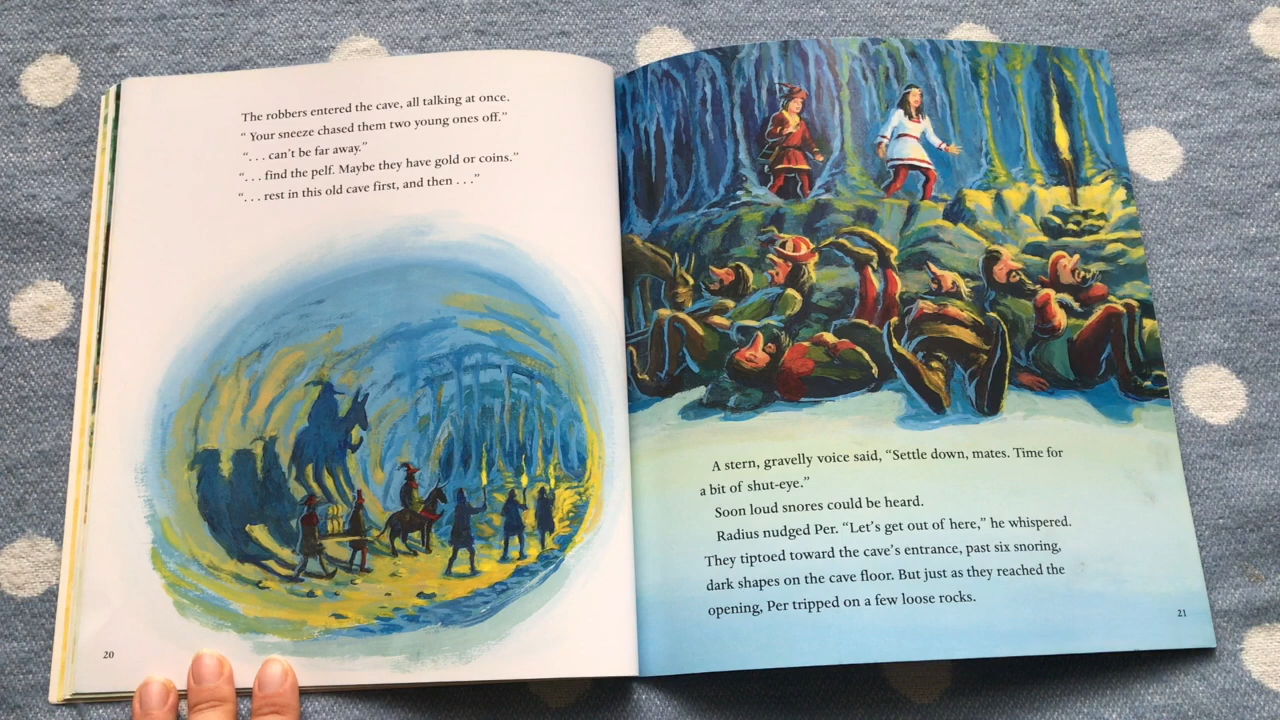 The robbers entered the cave, all talking at once.
“ Your sneeze chased them two young ones off.”
“. . . can’t be far away.”
“. . . find the pelf. Maybe they have gold or coins.”
“. . . rest in this old cave first, and then . . .”
20
A stern, gravelly voice said, “Settle down, mates. Time for
a bit of shut-eye.”
Soon loud snores could be heard.
Radius nudged Per. “Let’s get out of here,” he whispered.
They tiptoed toward the cave’s entrance, past six snoring,
dark shapes on the cave floor. But just as they reached the
opening, Per tripped on a few loose rocks.
21